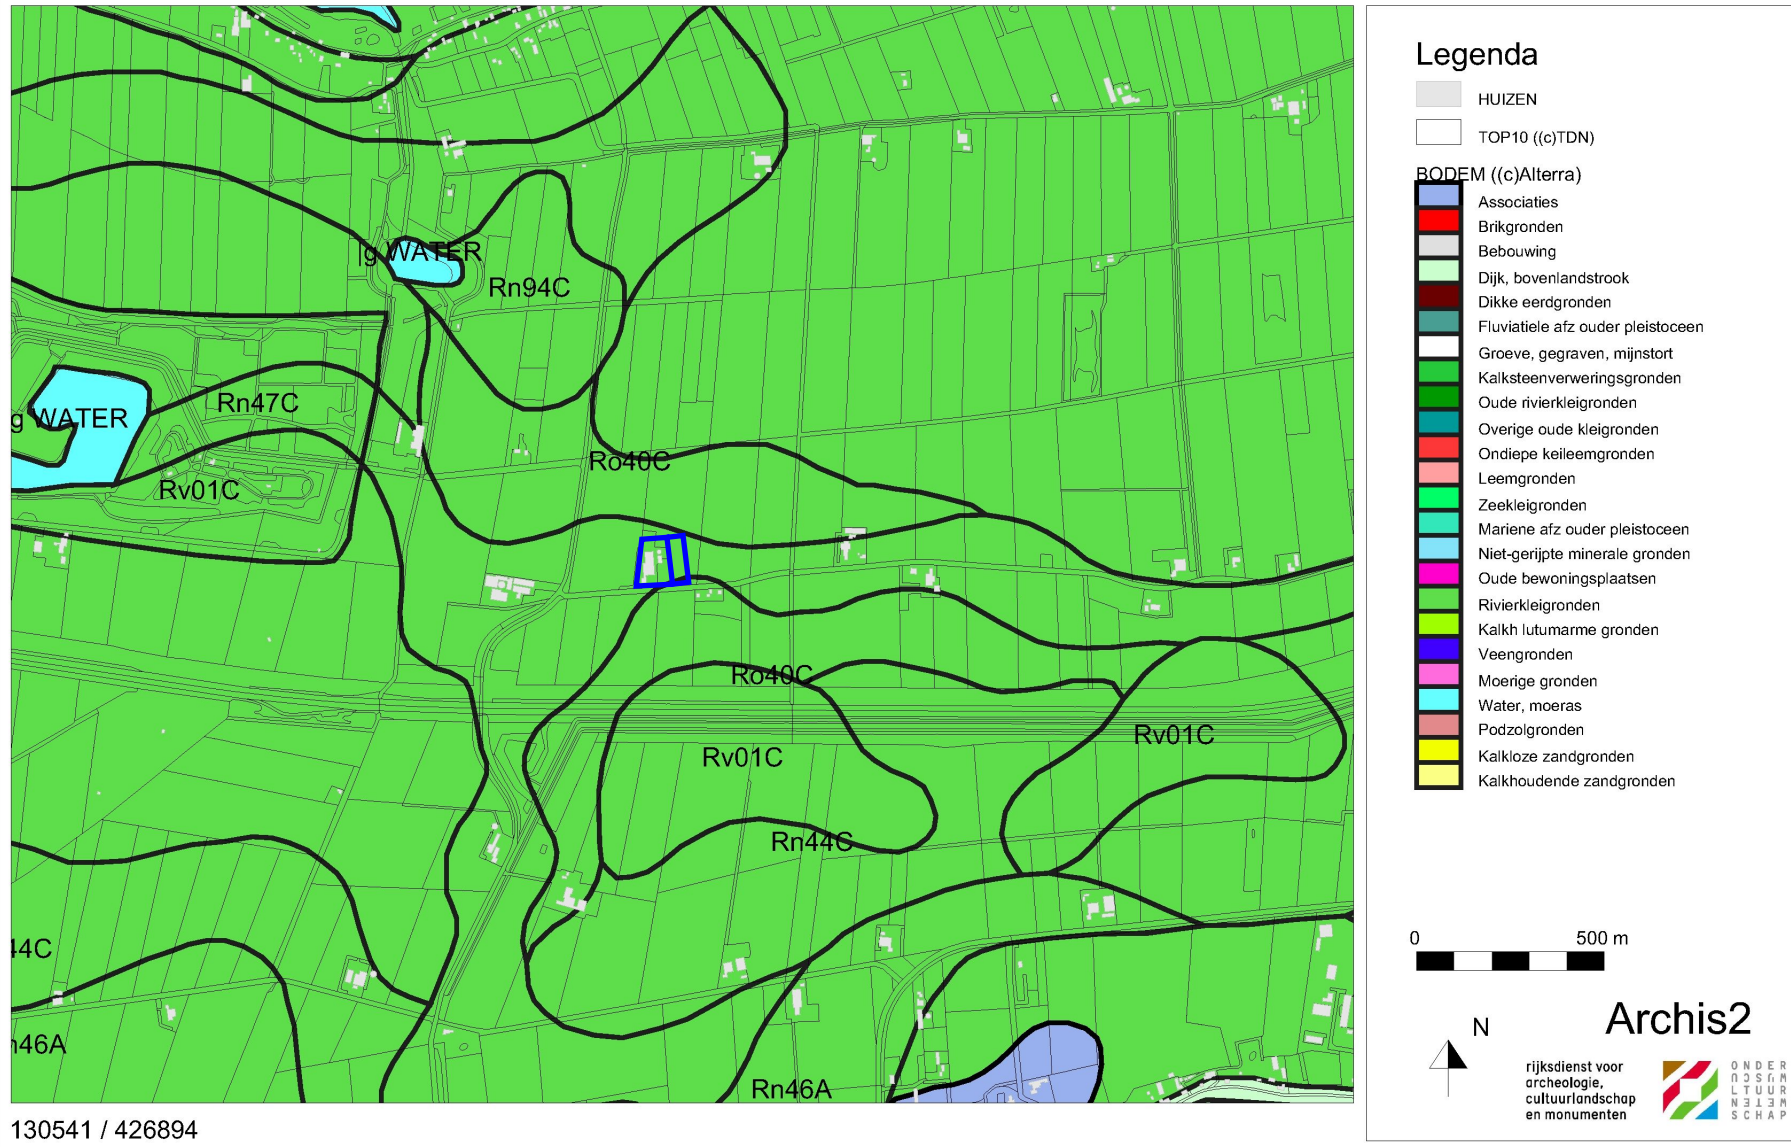 |g WATER
Rn94C
Rn47C
g WATER
Ro40C
Rv01C
Ro40C
Rv01C
Rv01C
Rn44C
44C
n46A
Rn46A
130541 / 426894
Legenda
HUIZEN
TOP10 ((c)TDN)
BODEM ((c)Alterra)
Associaties
Brikgronden
Bebouwing
Dijk, bovenlandstrook
Dikke eerdgronden
Fluviatiele afz ouder pleistoceen
Groeve, gegraven, mijnstort
Kalksteenverweringsgronden
Oude rivierkleigronden
Overige oude kleigronden
Ondiepe keileemgronden
Leemgronden
Zeekleigronden
Mariene afz ouder pleistoceen
Niet-gerijpte minerale gronden
Oude bewoningsplaatsen
Rivierkleigronden
Kalkh lutumarme gronden
Veengronden
Moerige gronden
Water, moeras
Podzolgronden
Kalkloze zandgronden
Kalkhoudende zandgronden
0 500 m
N
Archis2
rijksdienst voor
archeologie,
cultuurlandschap
en monumenten
ONDER
SCHAP